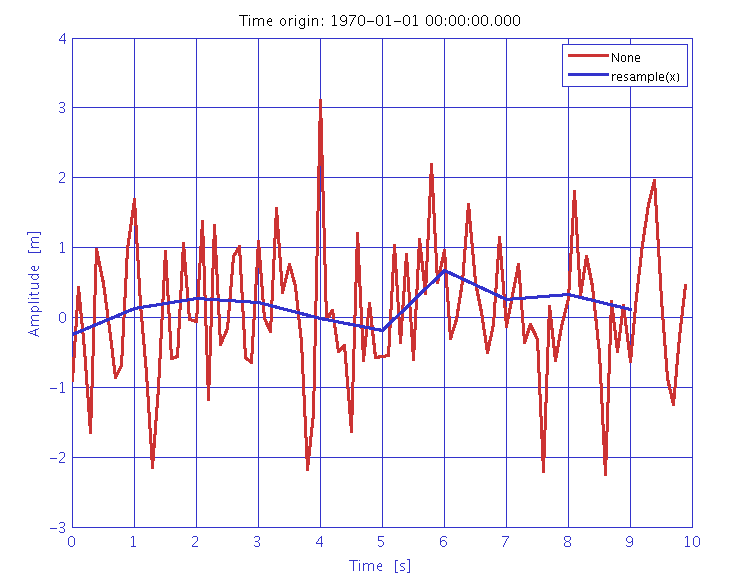 Time origin: 1970-01-01 00:00:00.000
None
resample(x)
4
3
2
1
0
-1
-2
-3
Amplitude [m]
0 1 2 3 4 5 6 7 8 9 10
Time [s]